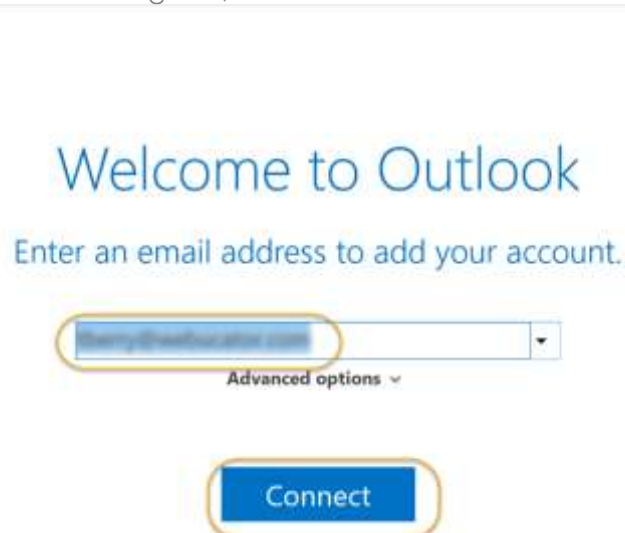 Welcome to Outlook
Enter an email address to add your account.
Advanced options
Connect